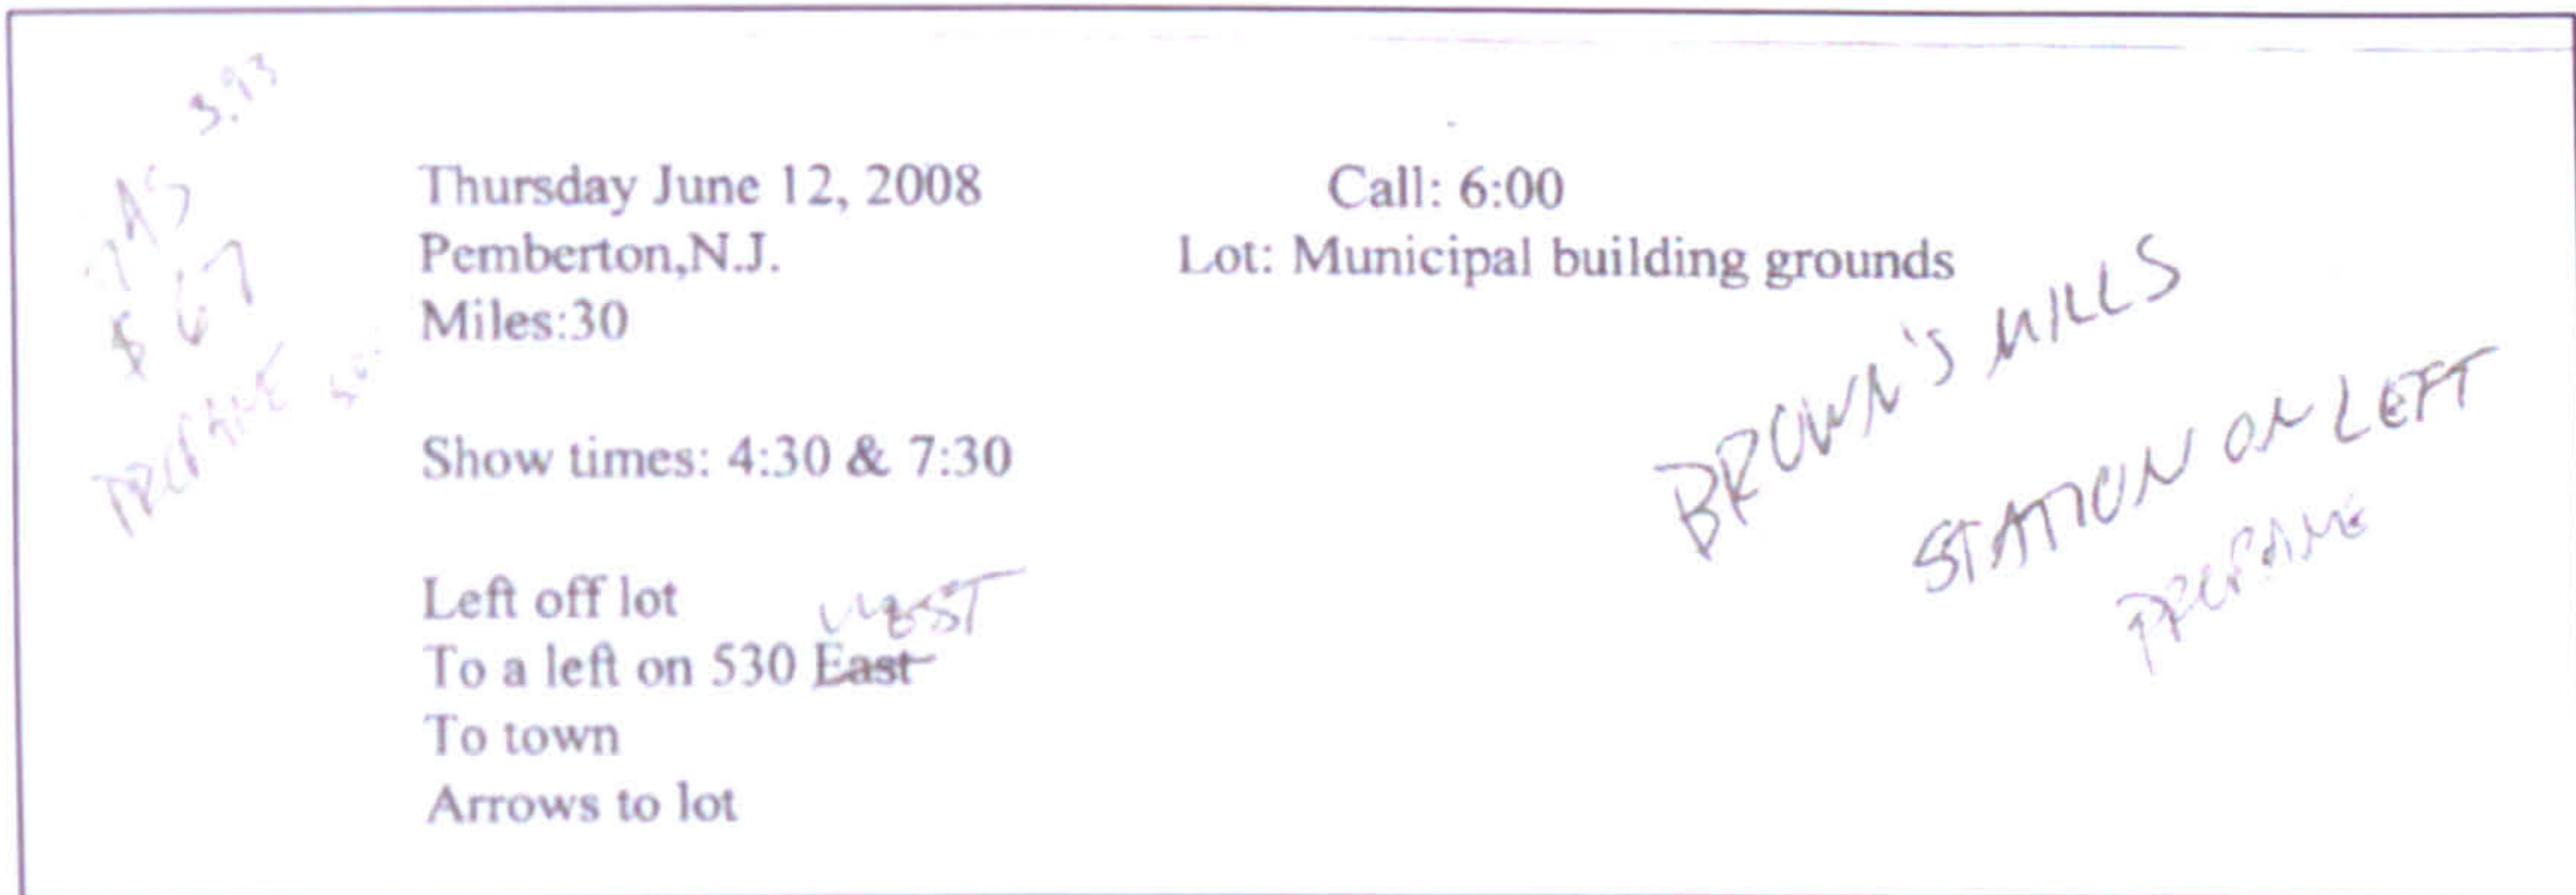 3.93
GAS
$ 67
PROPANE
Thursday June 12, 2008
Call: 6:00
Pemberton,N.J.
Lot: Municipal building grounds
Miles:30
BROWN'S MILLS
STATION ON LEFT
PROPANE
Show times: 4:30 & 7:30
Left off lot
WEST
To a left on 530 East
To town
Arrows to lot